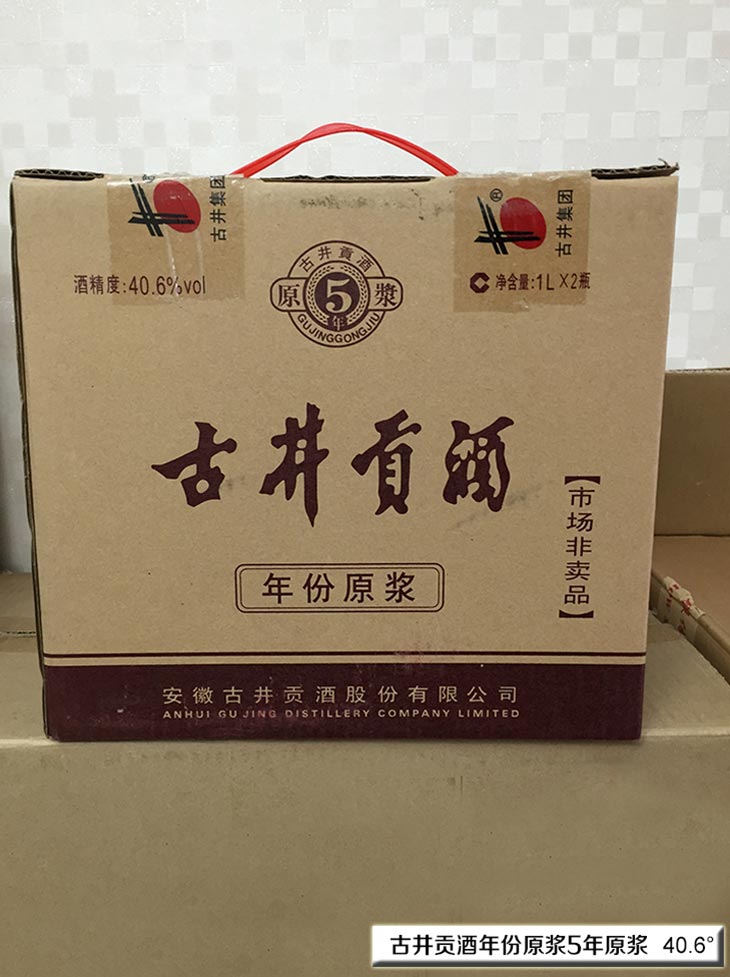 古井集团
®
古井集团
酒精度:40.6%vol
古井貢酒
原5漿
年
GUJINGGONGJIU
净含量:1L×2瓶
古井贡酒
年份原浆
【市场非卖品】
安徽古井贡酒股份有限公司
ANHUI GU JING DISTILLERY COMPANY LIMITED
古井贡酒年份原浆5年原浆 40.6°